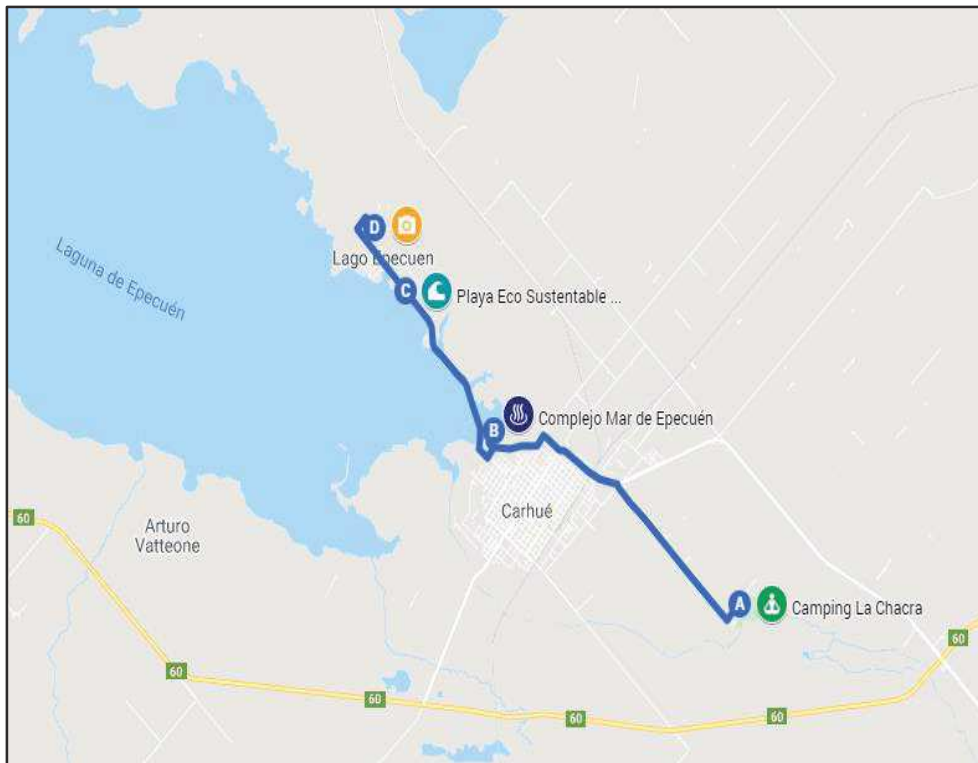 D
Lago Epecuen
Laguna de Epecuén
C
Playa Eco Sustentable ...
B
Complejo Mar de Epecuén
Carhué
60
Arturo
Vatteone
A
Camping La Chacra
60
60
60
60
60